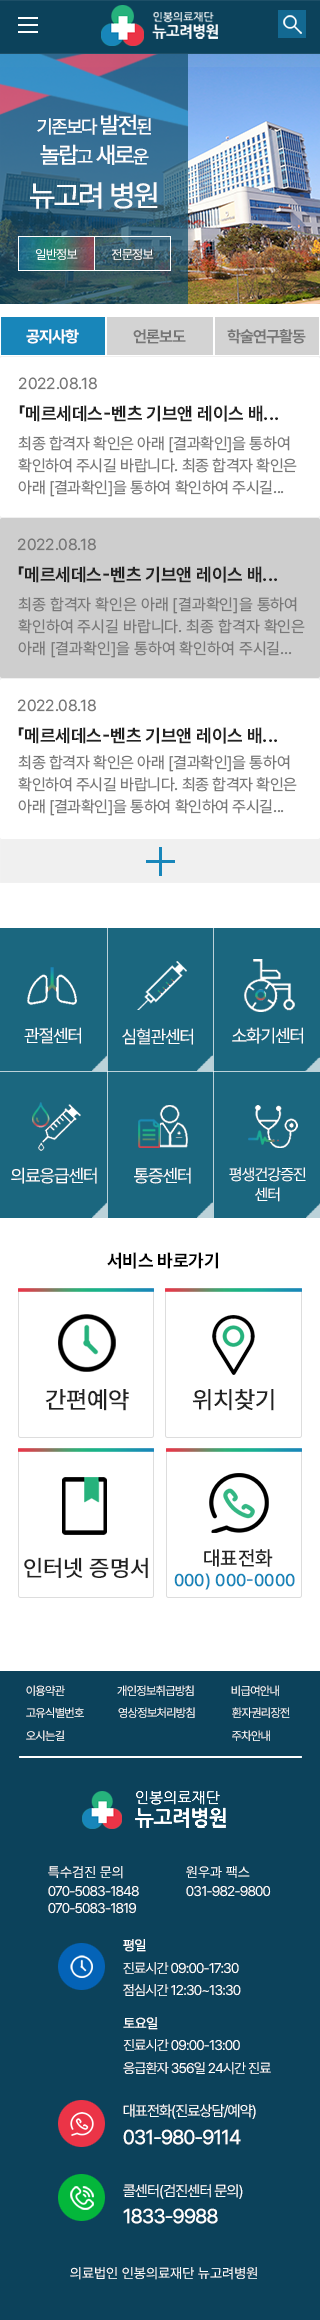 인봉의료재단
뉴고려병원
기존보다 발전된
놀랍고 새로운
뉴고려 병원
일반정보 전문정보
공지사항 언론보도 학술연구활동
2022.08.18
「메르세데스-벤츠 기브앤 레이스 배...
최종 합격자 확인은 아래 [결과확인]을 통하여
확인하여 주시길 바랍니다. 최종 합격자 확인은
아래 [결과확인]을 통하여 확인하여 주시길...
2022.08.18
「메르세데스-벤츠 기브앤 레이스 배...
최종 합격자 확인은 아래 [결과확인]을 통하여
확인하여 주시길 바랍니다. 최종 합격자 확인은
아래 [결과확인]을 통하여 확인하여 주시길...
2022.08.18
「메르세데스-벤츠 기브앤 레이스 배...
최종 합격자 확인은 아래 [결과확인]을 통하여
확인하여 주시길 바랍니다. 최종 합격자 확인은
아래 [결과확인]을 통하여 확인하여 주시길...
관절센터 심혈관센터 소화기센터
의료응급센터 통증센터 평생건강증진
센터
서비스 바로가기
간편예약 위치찾기
인터넷 증명서 대표전화
000) 000-0000
이용약관 개인정보취급방침 비급여안내
고유식별번호 영상정보처리방침 환자권리장전
오시는길 주차안내
인봉의료재단
뉴고려병원
특수검진 문의 원우과 팩스
070-5083-1848 031-982-9800
070-5083-1819
평일
진료시간 09:00-17:30
점심시간 12:30~13:30
토요일
진료시간 09:00-13:00
응급환자 356일 24시간 진료
대표전화(진료상담/예약)
031-980-9114
콜센터(검진센터 문의)
1833-9988
의료법인 인봉의료재단 뉴고려병원